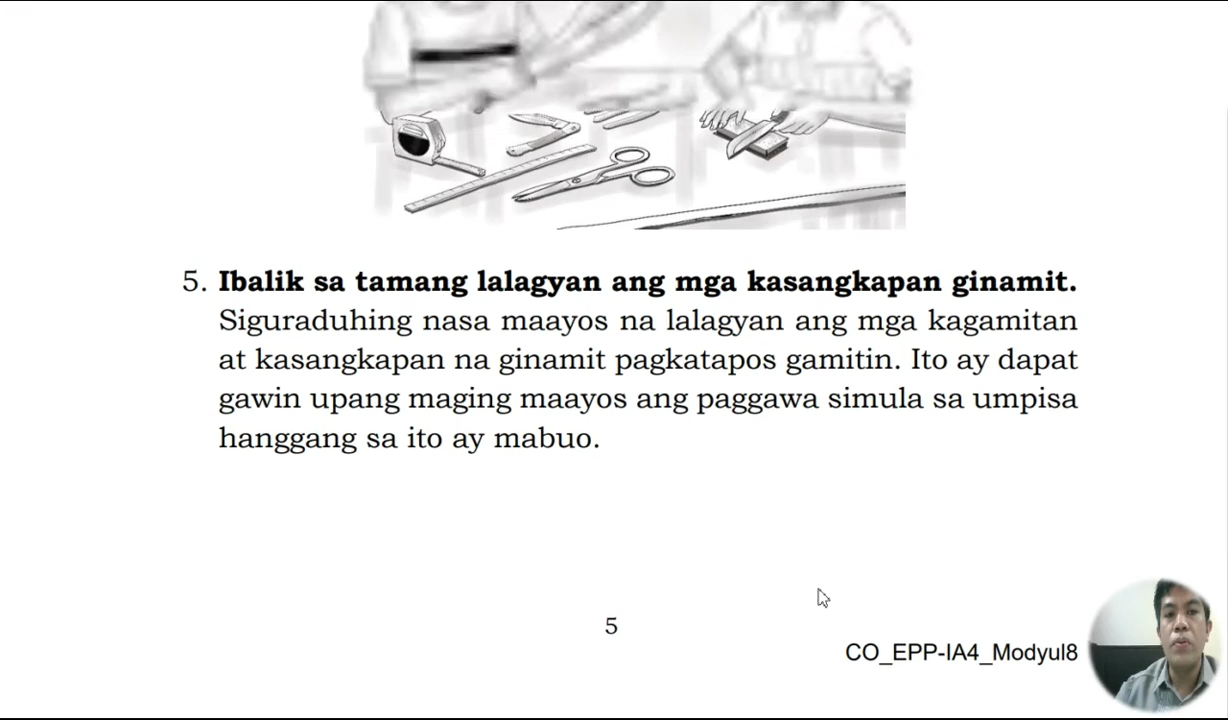 5. Ibalik sa tamang lalagyan ang mga kasangkapan ginamit.
Siguraduhing nasa maayos na lalagyan ang mga kagamitan
at kasangkapan na ginamit pagkatapos gamitin. Ito ay dapat
gawin upang maging maayos ang paggawa simula sa umpisa
hanggang sa ito ay mabuo.
5
CO_EPP-IA4_Modyul8